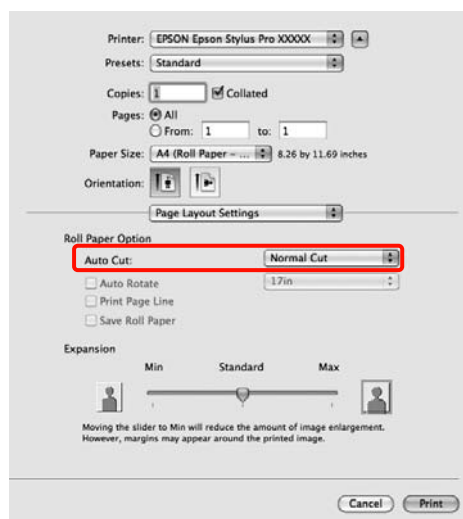 Printer: EPSON Epson Stylus Pro XXXXX
Presets: Standard
Copies: 1 Collated
Pages: All
From: 1 to: 1
Paper Size: A4 (Roll Paper – ... 8.26 by 11.69 inches
Orientation:
Page Layout Settings
Roll Paper Option
Auto Cut: Normal Cut
Auto Rotate 17in
Print Page Line
Save Roll Paper
Expansion
Min Standard Max
Moving the slider to Min will reduce the amount of image enlargement.
However, margins may appear around the printed image.
Cancel Print